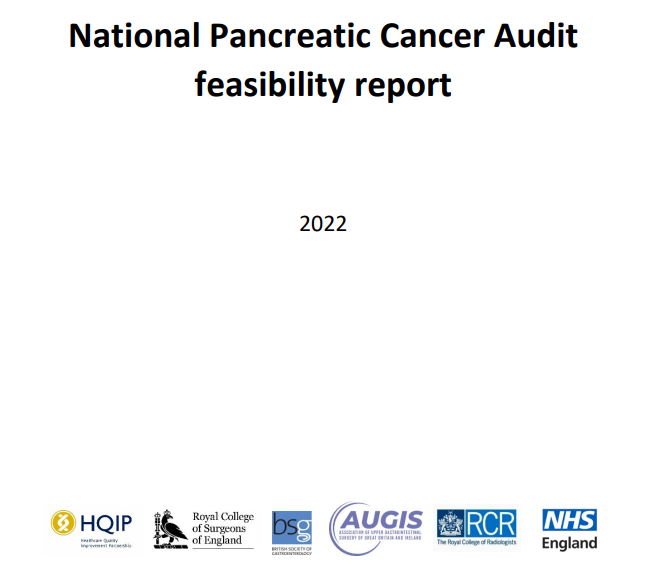 National Pancreatic Cancer Audit
feasibility report
2022
HQIP
Healthcare Quality
Improvement Partnership
Royal College
of Surgeons
of England
bsg
BRITISH SOCIETY OF
GASTROENTEROLOGY
AUGIS
ASSOCIATION OF UPPER GASTROINTESTINAL
SURGERY OF GREAT BRITAIN AND IRELAND
RCR
The Royal College of Radiologists
NHS
England